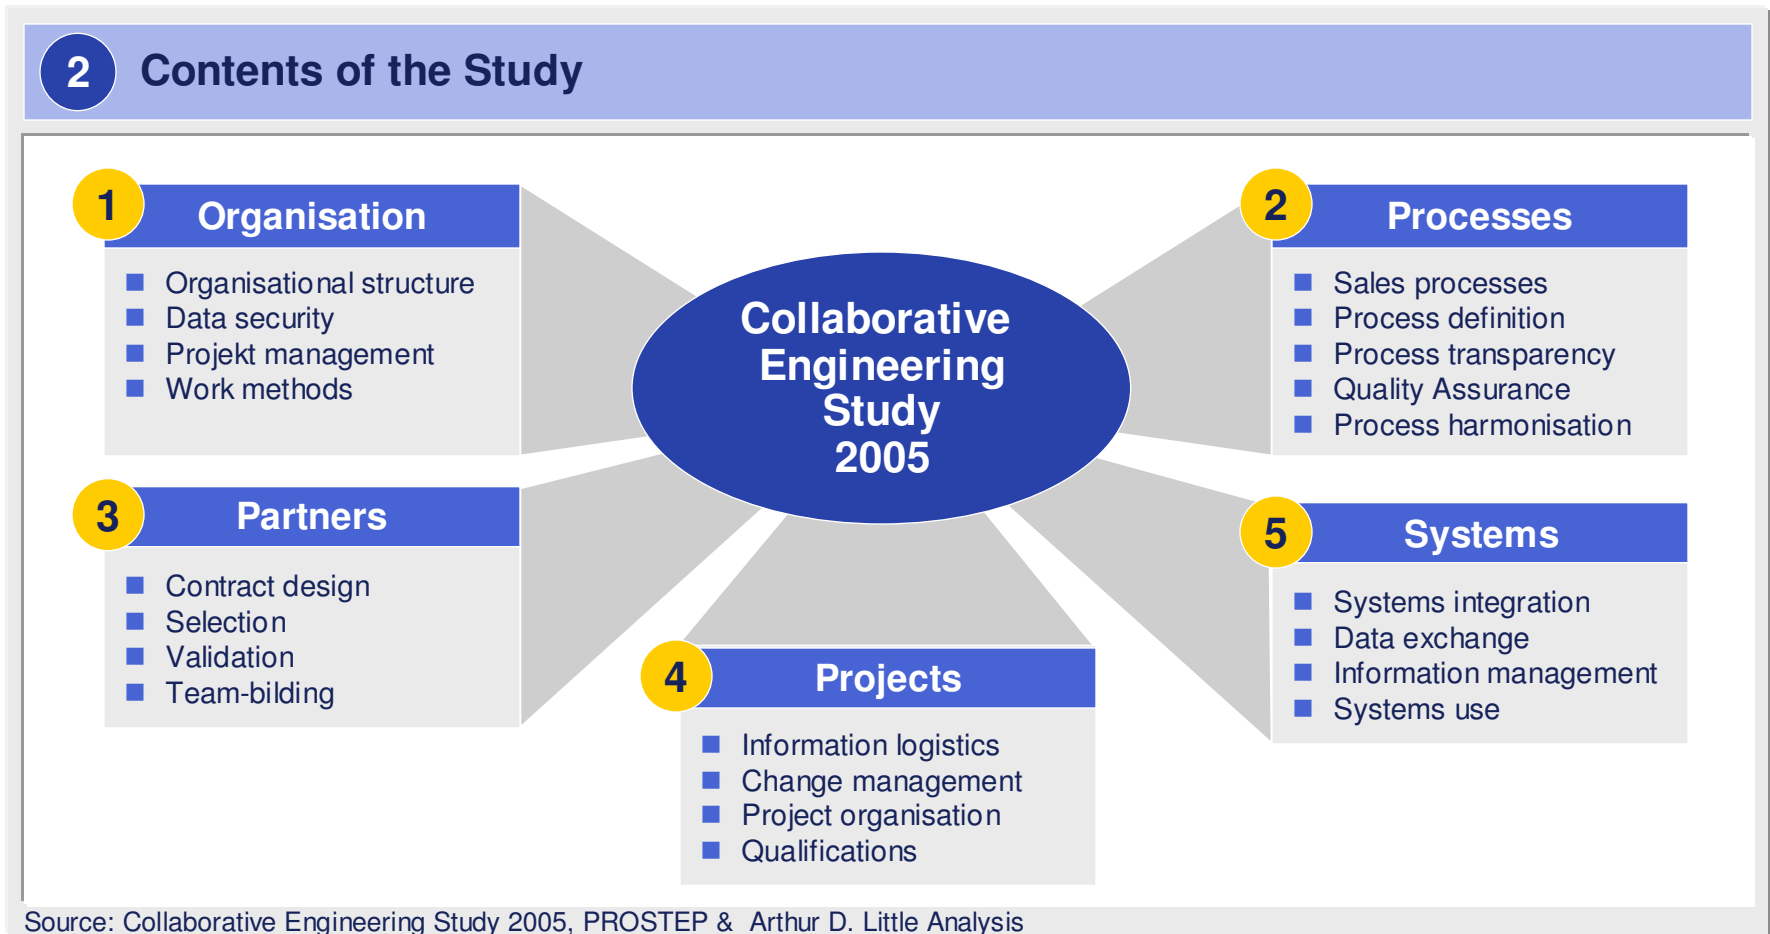 2
Contents of the Study
1
Organisation
Organisational structure
Data security
Projekt management
Work methods
2
Processes
Sales processes
Process definition
Process transparency
Quality Assurance
Process harmonisation
Collaborative
Engineering
Study
2005
3
Partners
Contract design
Selection
Validation
Team-bilding
4
Projects
Information logistics
Change management
Project organisation
Qualifications
5
Systems
Systems integration
Data exchange
Information management
Systems use
Source: Collaborative Engineering Study 2005, PROSTEP & Arthur D. Little Analysis